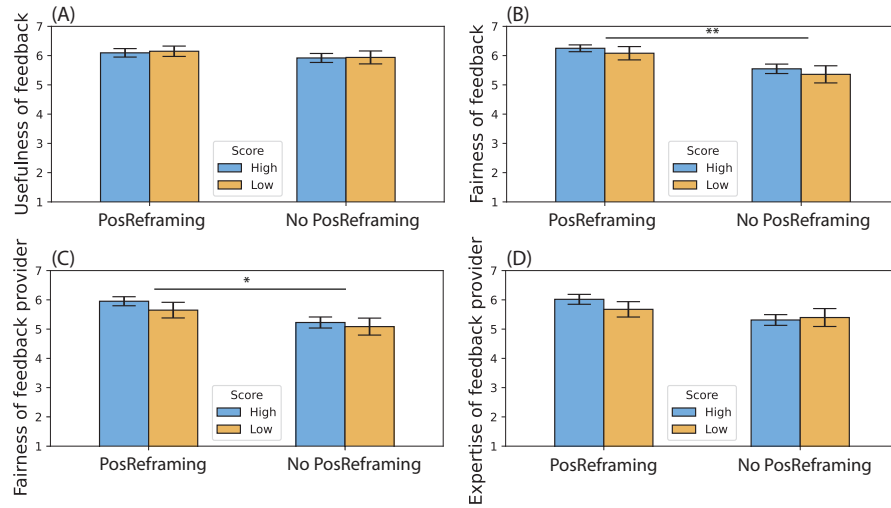 (A)
Usefulness of feedback
7
6
5
4
3
2
1
Score
High
Low
PosReframing
No PosReframing
(B)
Fairness of feedback
7
6
5
4
3
2
1
**
Score
High
Low
PosReframing
No PosReframing
(C)
Fairness of feedback provider
7
6
5
4
3
2
1
*
Score
High
Low
PosReframing
No PosReframing
(D)
Expertise of feedback provider
7
6
5
4
3
2
1
Score
High
Low
PosReframing
No PosReframing